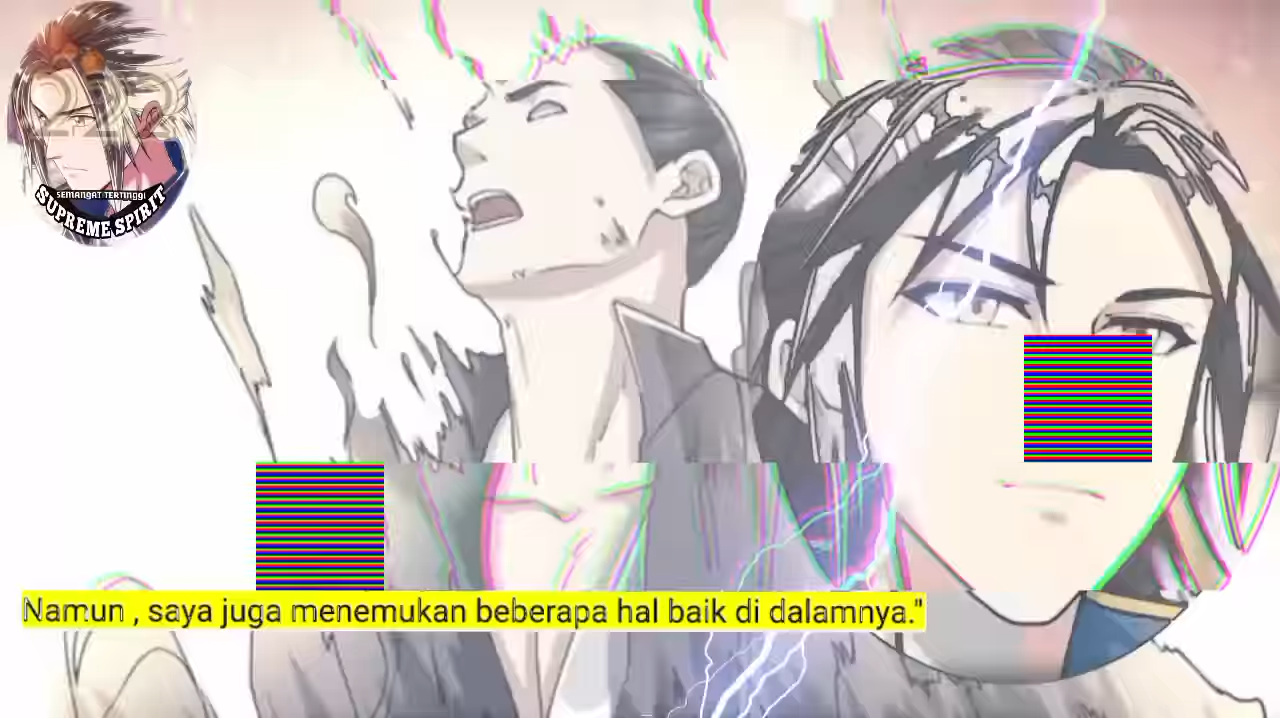 SEMANGAT TERTINGGI
SUPREME SPIRIT
Namun , saya juga menemukan beberapa hal baik di dalamnya."